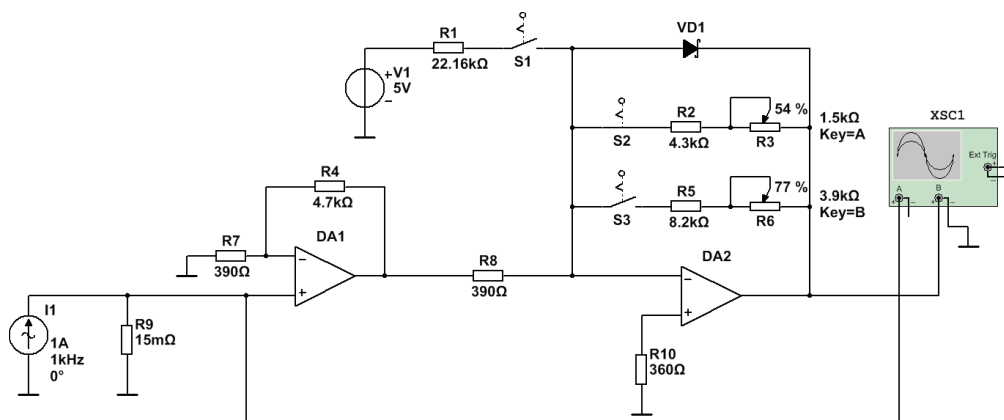 R1
22.16kΩ
S1
VD1
+
V1
5V
−
S2
R2
4.3kΩ
54 %
R3
1.5kΩ
Key=A
XSC1
Ext Trig
+
−
A
B
+
−
+
−
R4
4.7kΩ
S3
R5
8.2kΩ
77 %
R6
3.9kΩ
Key=B
R7
390Ω
DA1
−
+
R8
390Ω
DA2
−
+
I1
1A
1kHz
0°
R9
15mΩ
R10
360Ω